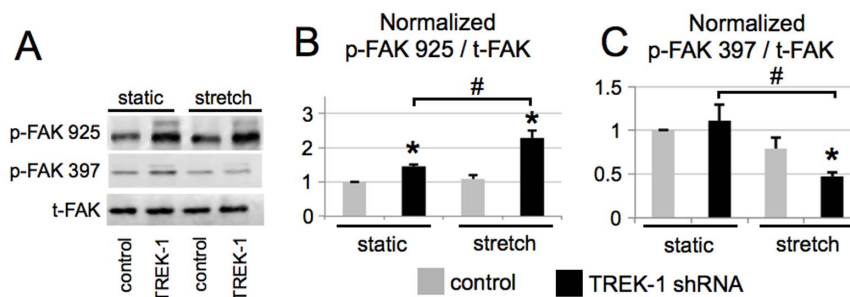 A
static stretch
p-FAK 925
p-FAK 397
t-FAK
control
TREK-1
control
TREK-1
B
Normalized
p-FAK 925 / t-FAK
#
3
2
1
0
*
*
static stretch
C
Normalized
p-FAK 397 / t-FAK
#
1.5
1
0.5
0
*
static stretch
control TREK-1 shRNA